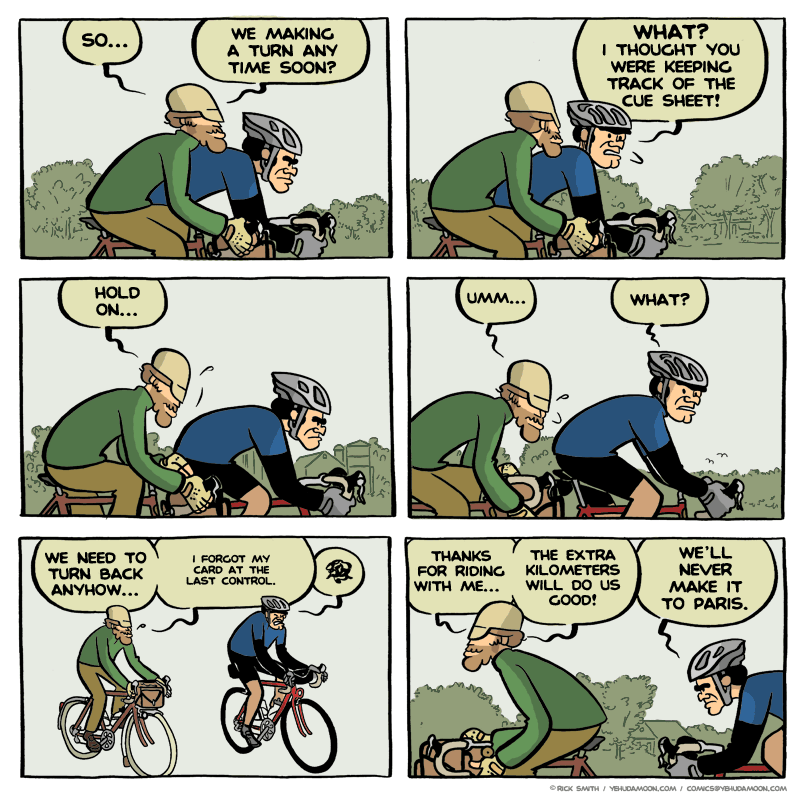 SO...
WE MAKING
A TURN ANY
TIME SOON?
WHAT?
I THOUGHT YOU
WERE KEEPING
TRACK OF THE
CUE SHEET!
HOLD
ON...
UMM...
WHAT?
WE NEED TO
TURN BACK
ANYHOW...
I FORGOT MY
CARD AT THE
LAST CONTROL.
THANKS
FOR RIDING
WITH ME...
THE EXTRA
KILOMETERS
WILL DO US
GOOD!
WE'LL
NEVER
MAKE IT
TO PARIS.
© RICK SMITH / YEHUDAMOON.COM / COMICS@YEHUDAMOON.COM